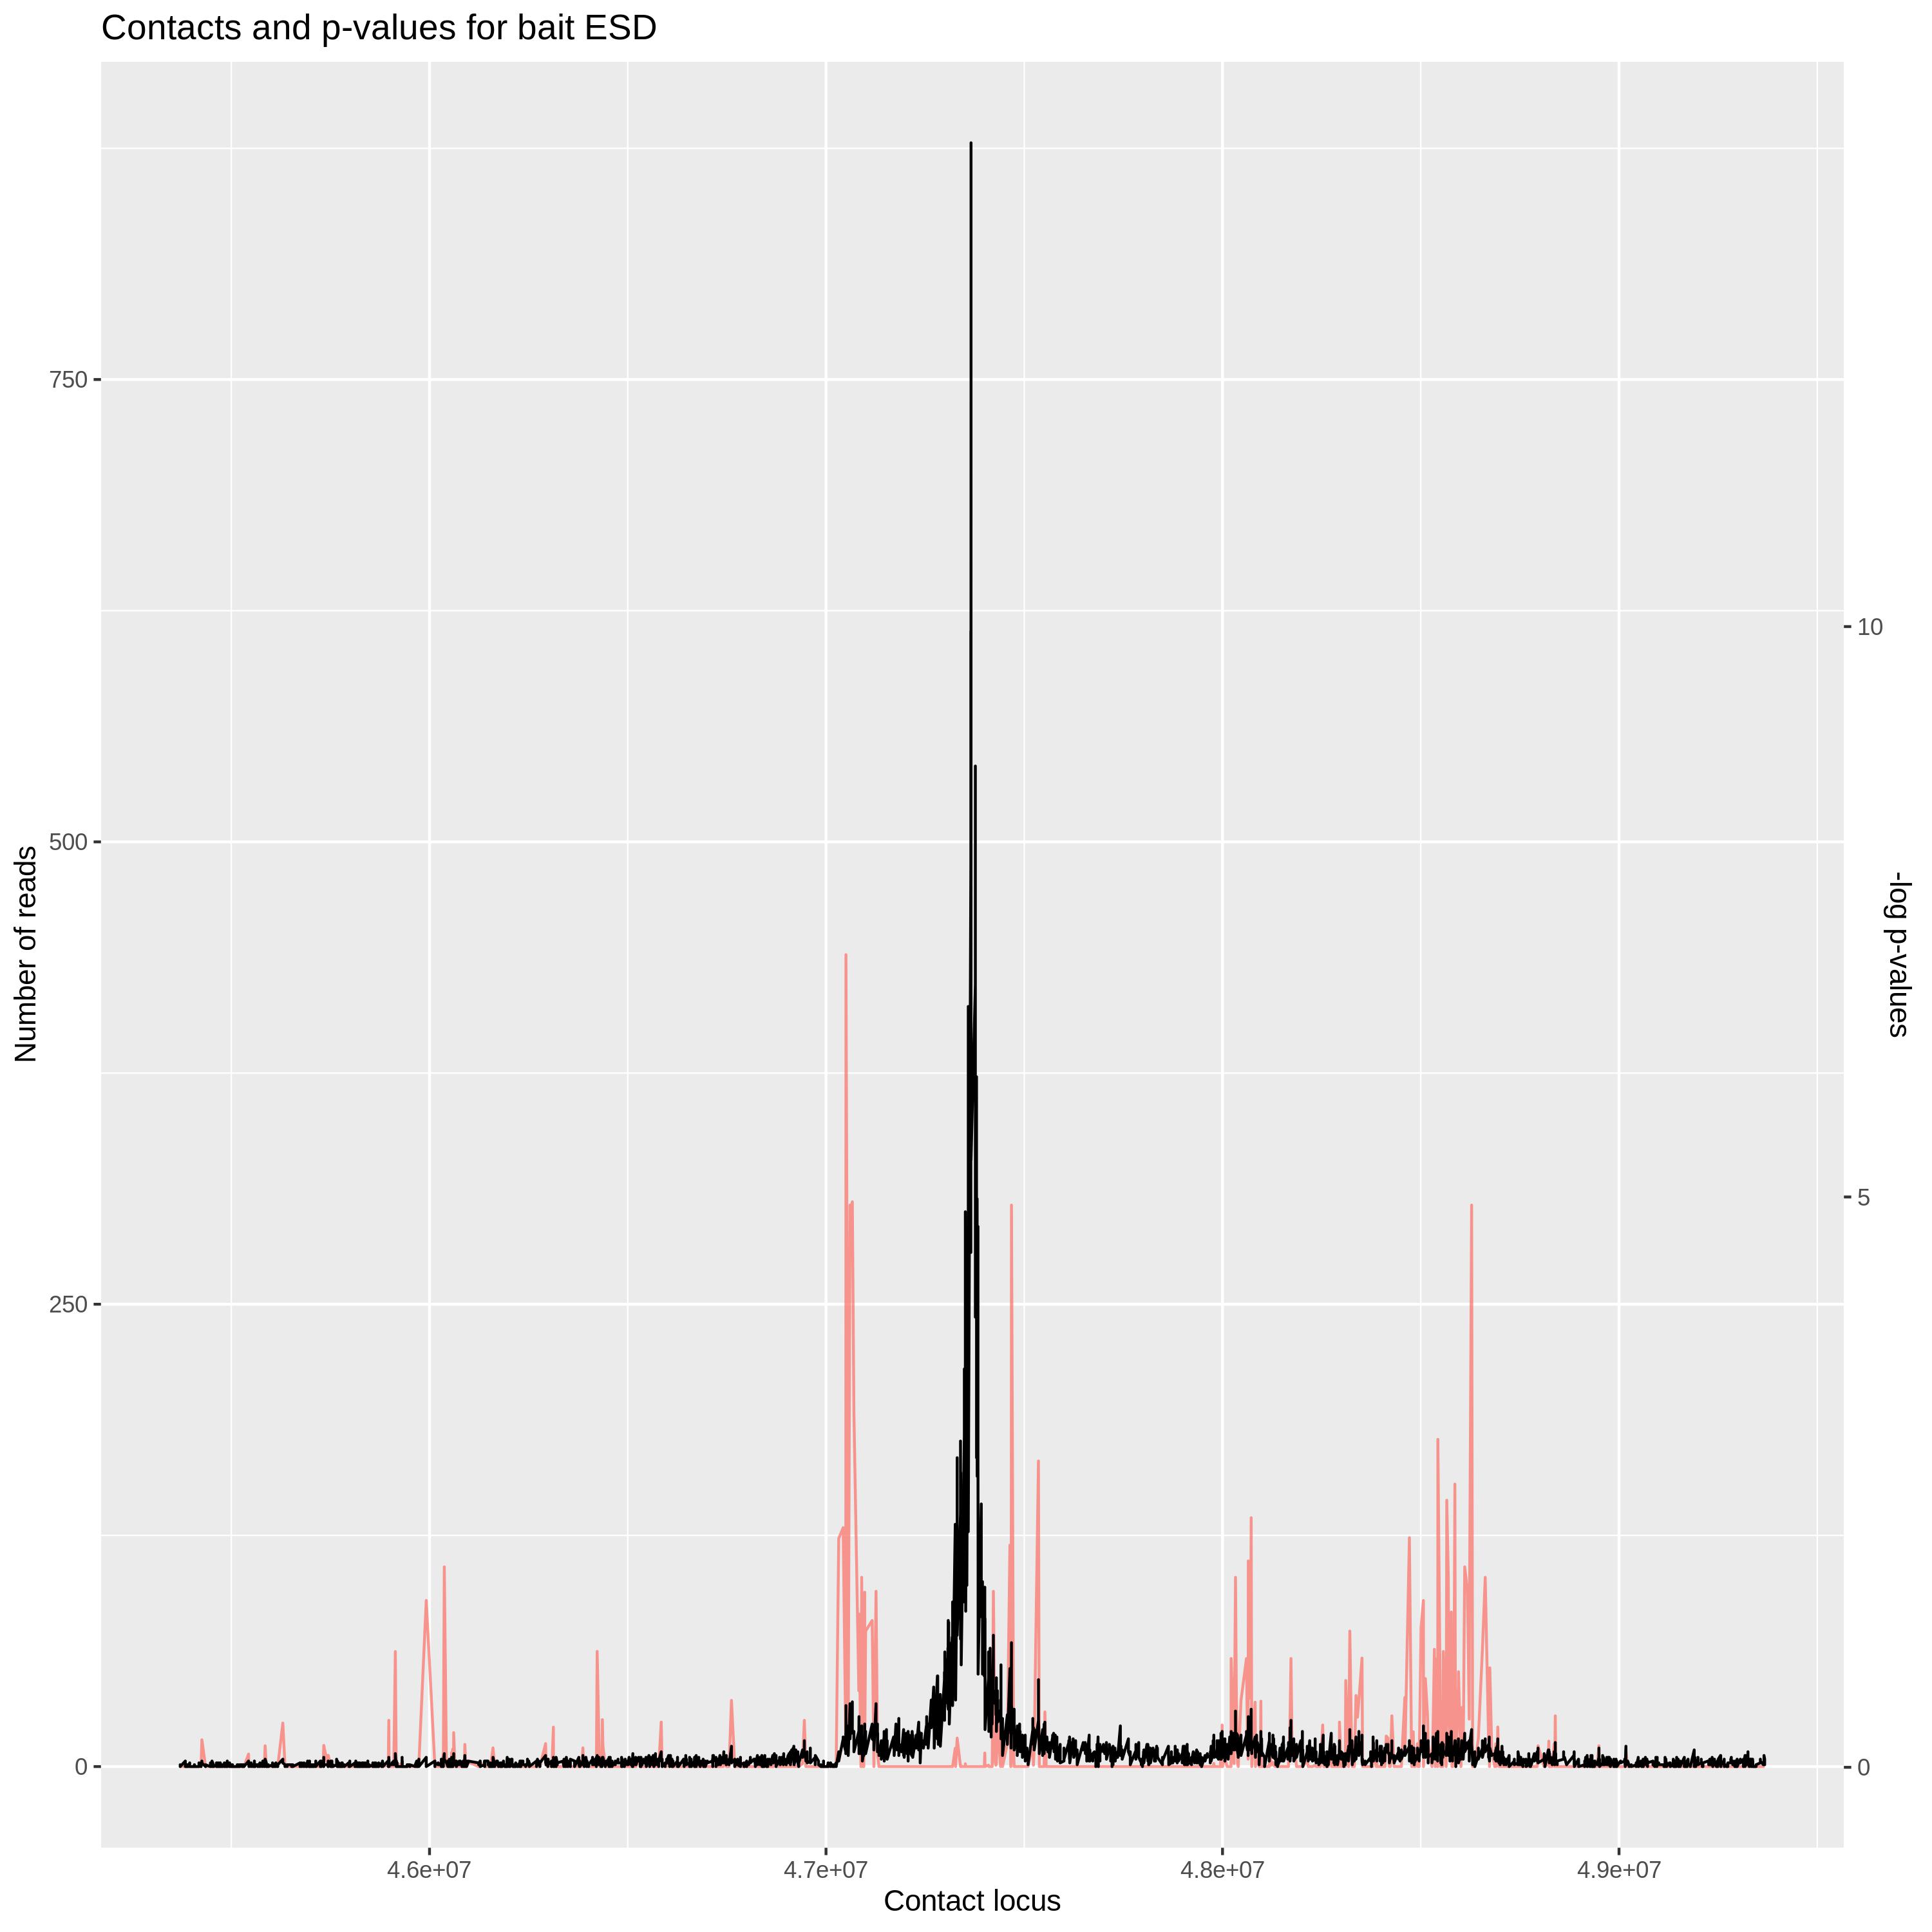 Contacts and p-values for bait ESD
Number of reads
750
500
250
0
10
5
0
-log p-values
4.6e+07
4.7e+07
4.8e+07
4.9e+07
Contact locus